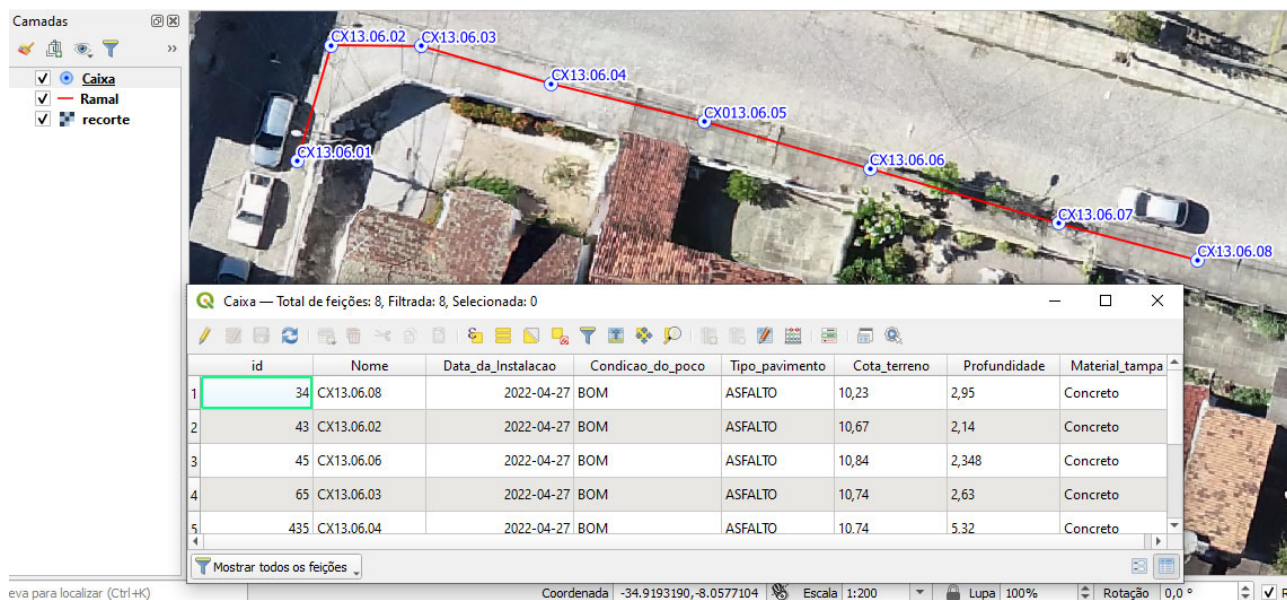 Camadas
»
Caixa
Ramal
recorte
CX13.06.02
CX13.06.03
CX13.06.04
CX013.06.05
CX13.06.01
CX13.06.06
CX13.06.07
CX13.06.08
Caixa — Total de feições: 8, Filtrada: 8, Selecionada: 0
id Nome Data_da_Instalacao Condicao_do_poco Tipo_pavimento Cota_terreno Profundidade Material_tampa
1 34 CX13.06.08 2022-04-27 BOM ASFALTO 10,23 2,95 Concreto
2 43 CX13.06.02 2022-04-27 BOM ASFALTO 10,67 2,14 Concreto
3 45 CX13.06.06 2022-04-27 BOM ASFALTO 10,84 2,348 Concreto
4 65 CX13.06.03 2022-04-27 BOM ASFALTO 10,74 2,63 Concreto
5 435 CX13.06.04 2022-04-27 BOM ASFALTO 10,74 5,32 Concreto
Mostrar todos os feições
eva para localizar (Ctrl+K) Coordenada -34.9193190,-8.0577104 Escala 1:200 Lupa 100% Rotação 0,0 °